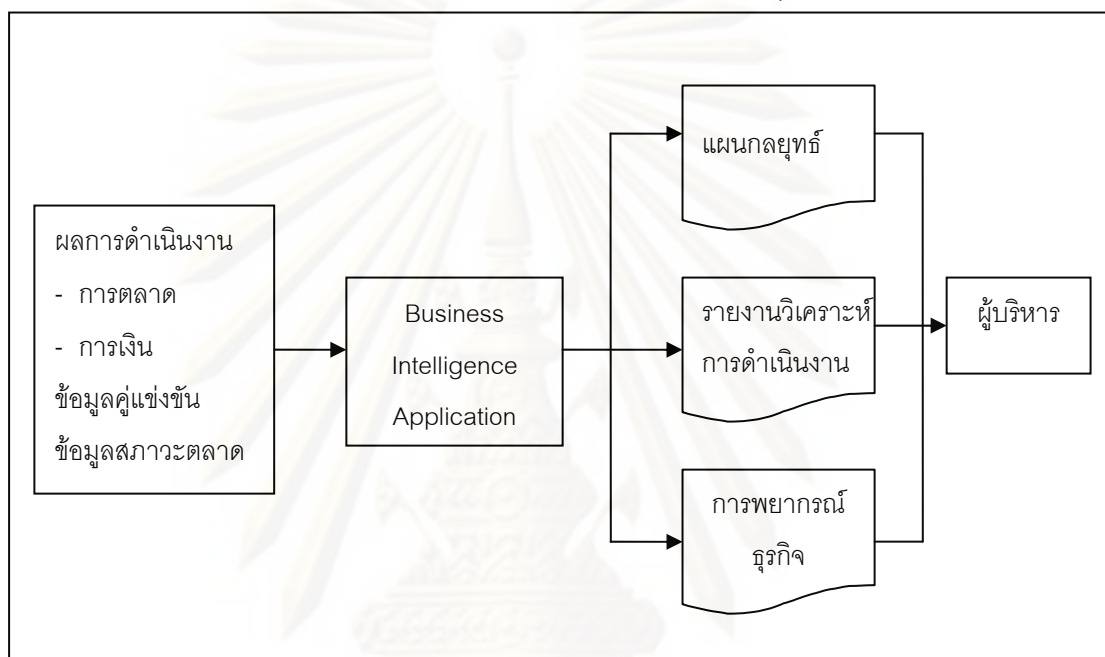 ผลการดำเนินงาน
- การตลาด
- การเงิน
ข้อมูลคู่แข่งขัน
ข้อมูลสภาวะตลาด
Business
Intelligence
Application
แผนกลยุทธ์
รายงานวิเคราะห์
การดำเนินงาน
การพยากรณ์
ธุรกิจ
ผู้บริหาร